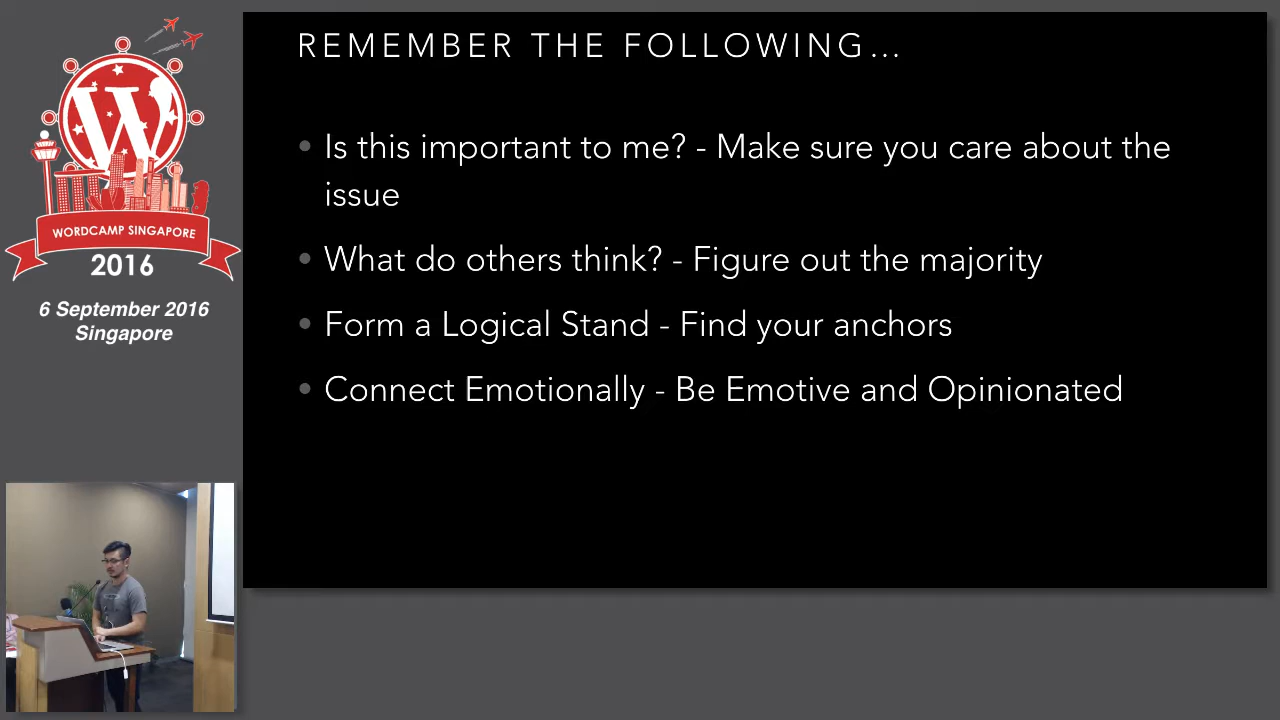 WORDCAMP SINGAPORE
2016
6 September 2016
Singapore
REMEMBER THE FOLLOWING...
• Is this important to me? - Make sure you care about the
issue
• What do others think? - Figure out the majority
• Form a Logical Stand - Find your anchors
• Connect Emotionally - Be Emotive and Opinionated